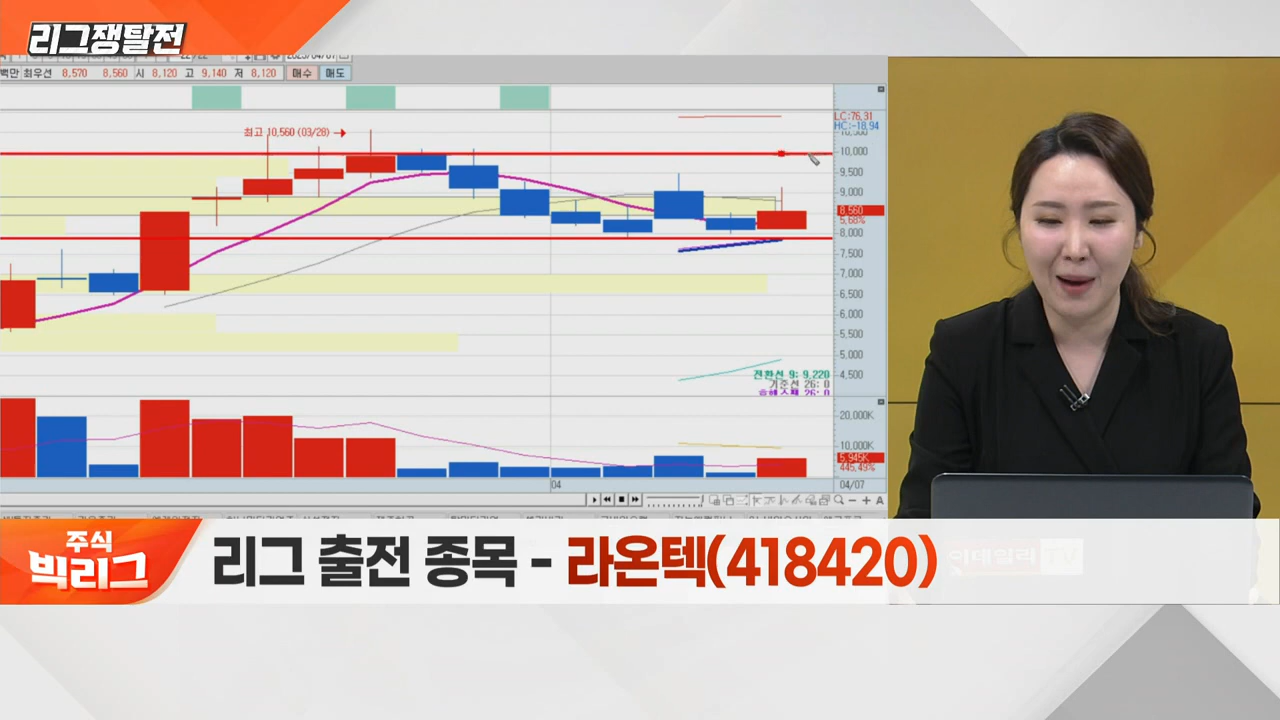 리그쟁탈전
백만 최우선 8,570 8,560 시 8,120 고 9,140 저 8,120 매수 매도
최고 10,560 (03/28) →
LC:76.31
HC:-18.94
10,500
10,000
9,500
9,000
8,560
5.68%
8,000
7,500
7,000
6,500
6,000
5,500
5,000
4,500
전환선 9: 9,220
기준선 26: 0
20,000K
10,000K
5,945K
445.49%
04
04/07
주식
빅리그
리그 출전 종목 - 라온텍(418420)
이데일리 TV